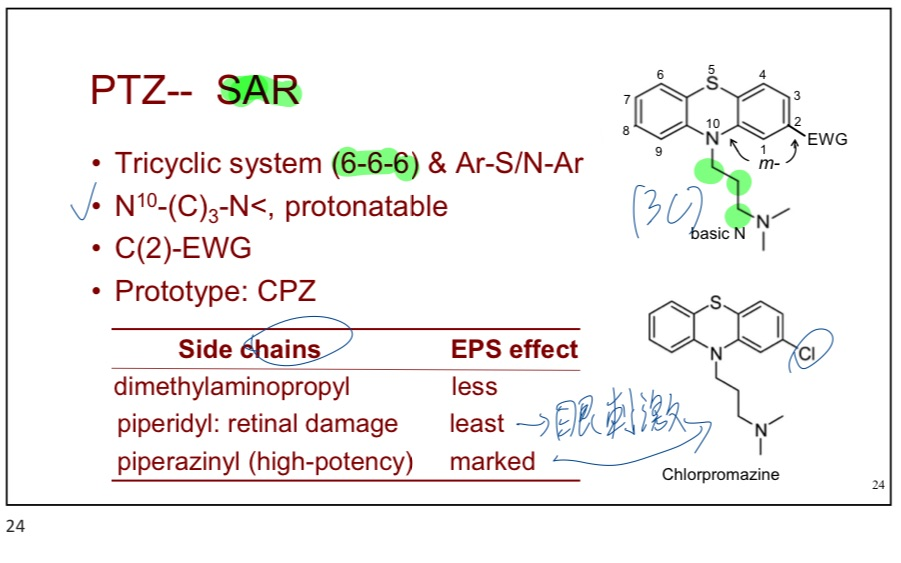 PTZ-- SAR
• Tricyclic system (6-6-6) & Ar-S/N-Ar
• N¹⁰-(C)₃-N<, protonatable
• C(2)-EWG
• Prototype: CPZ
Side chains EPS effect
dimethylaminopropyl less
piperidyl: retinal damage least →眼刺激
piperazinyl (high-potency) marked
6 5 4
S
7 3
8 10 2
N EWG
9 1
m-
(3C)
N
basic N
S
N Cl
N
Chlorpromazine
24
24